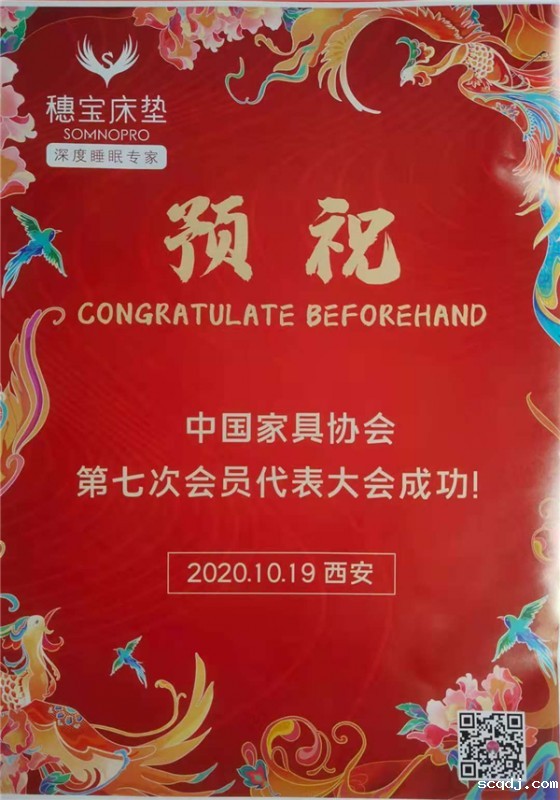 穗宝床垫
SOMNOPRO
深度睡眠专家
预祝
CONGRATULATE BEFOREHAND
中国家具协会
第七次会员代表大会成功!
2020.10.19 西安
scqdj.com